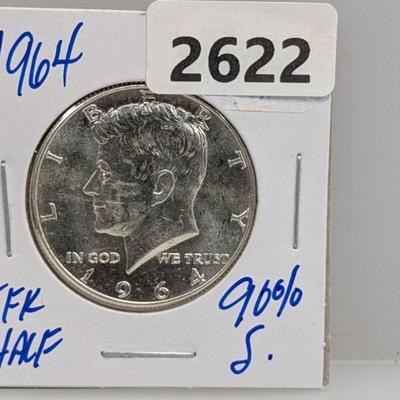 1964
2622
LIBERTY
IN GOD WE TRUST
1964
JFK
HALF
90%
S.